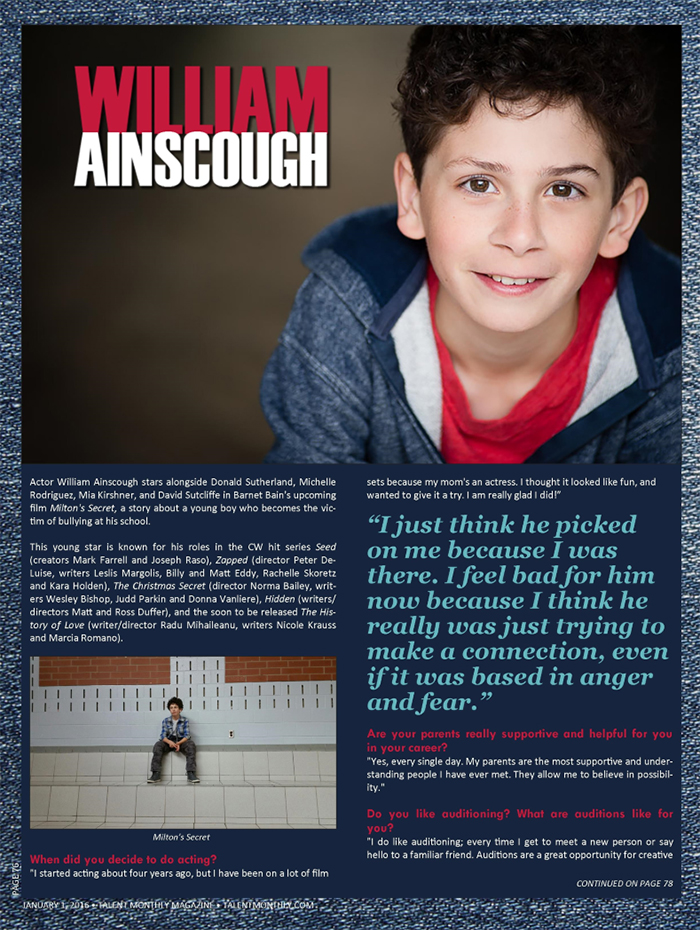 WILLIAM
AINSCOUGH
Actor William Ainscough stars alongside Donald Sutherland, Michelle
Rodriguez, Mia Kirshner, and David Sutcliffe in Barnet Bain's upcoming
film Milton's Secret, a story about a young boy who becomes the vic-
tim of bullying at his school.
This young star is known for his roles in the CW hit series Seed
(creators Mark Farrell and Joseph Raso), Zapped (director Peter De-
Luise, writers Leslis Margolis, Billy and Matt Eddy, Rachelle Skoretz
and Kara Holden), The Christmas Secret (director Norma Bailey, writ-
ers Wesley Bishop, Judd Parkin and Donna Vanliere), Hidden (writers/
directors Matt and Ross Duffer), and the soon to be released The His-
tory of Love (writer/director Radu Mihalleanu, writers Nicole Krauss
and Marcia Romano).
Milton's Secret
When did you decide to do acting?
"I started acting about four years ago, but I have been on a lot of film
sets because my mom's an actress. I thought it looked like fun, and
wanted to give it a try. I am really glad I did!"
"I just think he picked
on me because I was
there. I feel bad for him
now because I think he
really was just trying to
make a connection, even
if it was based in anger
and fear."
Are your parents really supportive and helpful for you
in your career?
"Yes, every single day. My parents are the most supportive and under-
standing people I have ever met. They allow me to believe in possibil-
ity."
Do you like auditioning? What are auditions like for
you?
"I do like auditioning; every time I get to meet a new person or say
hello to a familiar friend. Auditions are a great opportunity for creative
CONTINUED ON PAGE 78
PAGE 76
JANUARY 1, 2016 • TALENT MONTHLY MAGAZINE • TALENTMONTHLY.COM